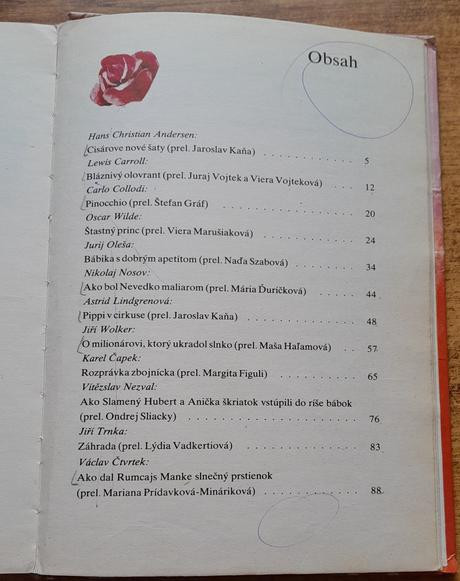 Obsah
Hans Christian Andersen:
Cisárove nové šaty (prel. Jaroslav Kaňa) . . . . . . . . . . 5
Lewis Carroll:
Bláznivý olovrant (prel. Juraj Vojtek a Viera Vojteková) . . . . 12
Carlo Collodi:
Pinocchio (prel. Štefan Gráf) . . . . . . . . . . . . . . 20
Oscar Wilde:
Štastný princ (prel. Viera Marušiaková) . . . . . . . . . . 24
Jurij Oleša:
Bábika s dobrým apetítom (prel. Naďa Szabová) . . . . . . . 34
Nikolaj Nosov:
Ako bol Nevedko maliarom (prel. Mária Ďuríčková) . . . . . 44
Astrid Lindgrenová:
Pippi v cirkuse (prel. Jaroslav Kaňa) . . . . . . . . . . . 48
Jiří Wolker:
O milionárovi, ktorý ukradol slnko (prel. Maša Haľamová) . . 57
Karel Čapek:
Rozprávka zbojnícka (prel. Margita Figuli) . . . . . . . . . 65
Vítězslav Nezval:
Ako Slamený Hubert a Anička škriatok vstúpili do ríše bábok
(prel. Ondrej Sliacky) . . . . . . . . . . . . . . . . . 76
Jiří Trnka:
Záhrada (prel. Lýdia Vadkertiová) . . . . . . . . . . . . 83
Václav Čtvrtek:
Ako dal Rumcajs Manke slnečný prstienok
(prel. Mariana Prídavková-Mináriková) . . . . . . . . . . 88